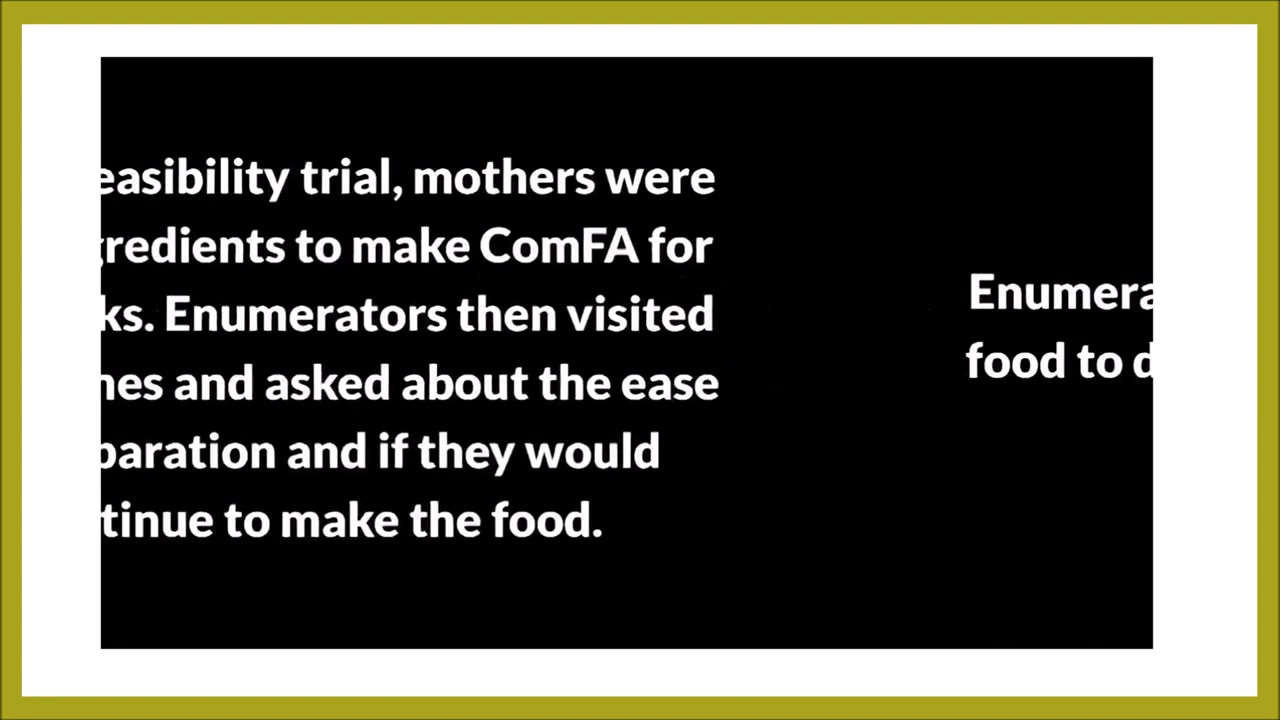 easibility trial, mothers were
gredients to make ComFA for
ks. Enumerators then visited
nes and asked about the ease
paration and if they would
tinue to make the food.
Enumera
food to d